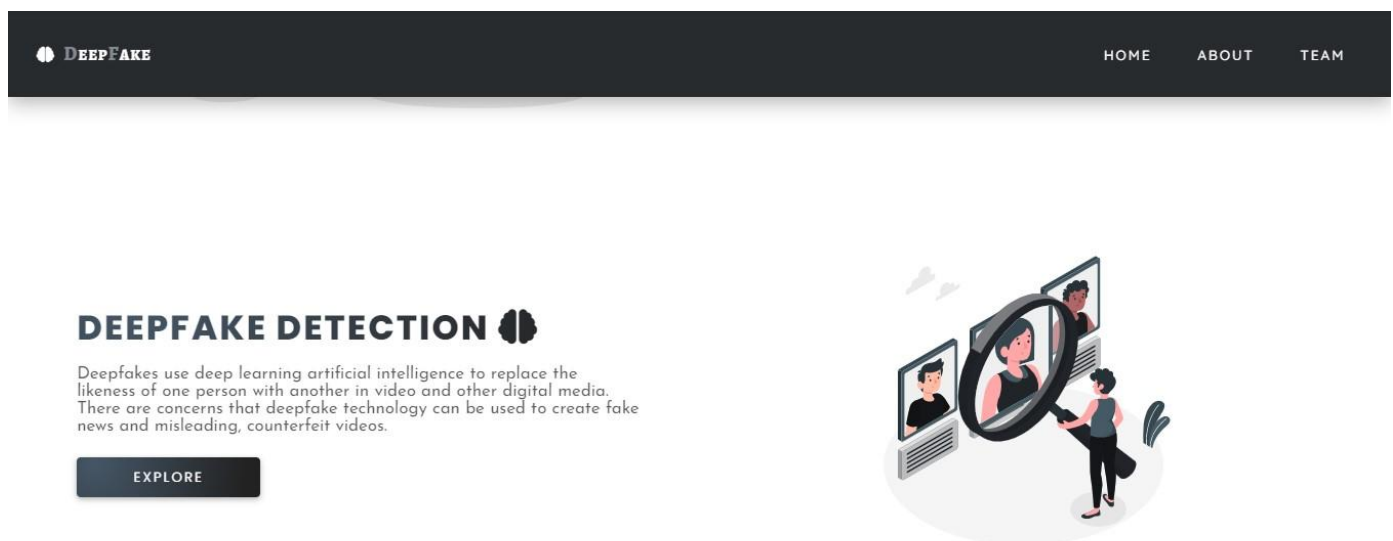 DEEPFAKE
HOME ABOUT TEAM
DEEPFAKE DETECTION
Deepfakes use deep learning artificial intelligence to replace the
likeness of one person with another in video and other digital media.
There are concerns that deepfake technology can be used to create fake
news and misleading, counterfeit videos.
EXPLORE